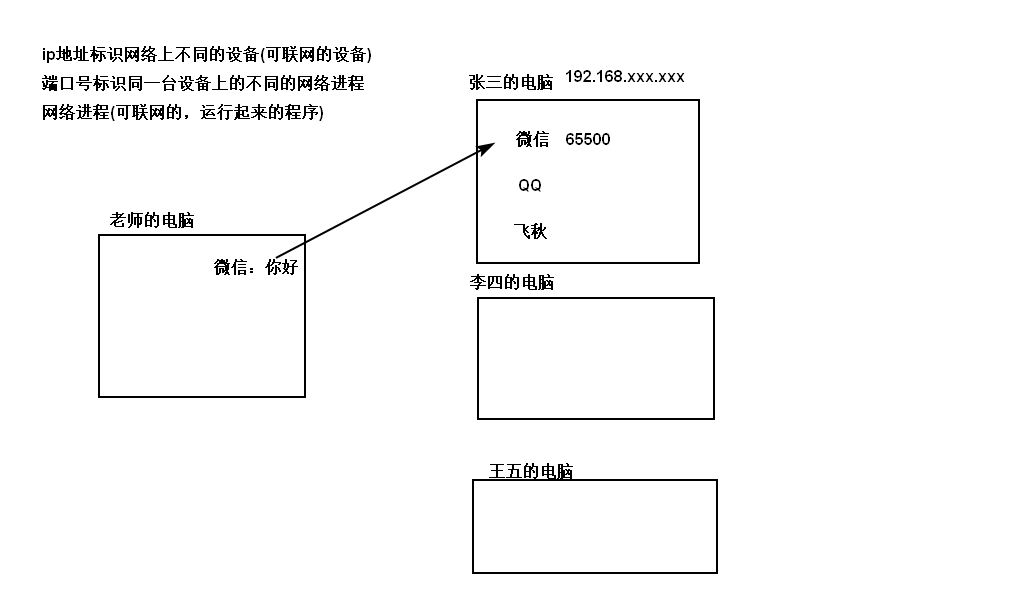 ip地址标识网络上不同的设备(可联网的设备)
端口号标识同一台设备上的不同的网络进程
网络进程(可联网的，运行起来的程序)
张三的电脑 192.168.xxx.xxx
微信 65500
QQ
飞秋
老师的电脑
微信：你好
李四的电脑
王五的电脑